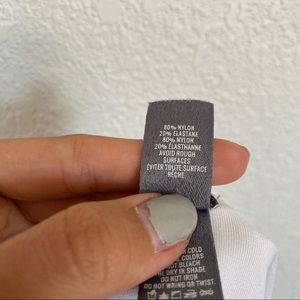 80% NYLON
20% ELASTANE
80% NYLON
20% ELASTHANNE
AVOID ROUGH
SURFACES
ÉVITER TOUTE SURFACE
RÊCHE
COLD
COLORS
NOT BLEACH
DRY IN SHADE
DO NOT IRON
DO NOT WRING OR TWIST.